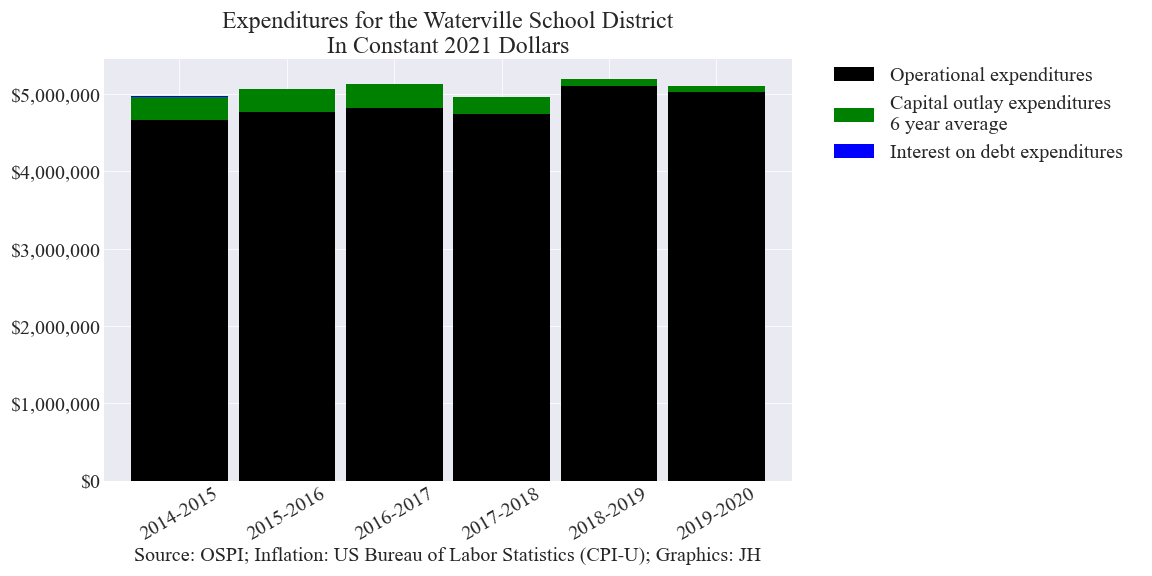 Expenditures for the Waterville School District
In Constant 2021 Dollars
Operational expenditures
Capital outlay expenditures
6 year average
Interest on debt expenditures
$5,000,000
$4,000,000
$3,000,000
$2,000,000
$1,000,000
$0
2014-2015
2015-2016
2016-2017
2017-2018
2018-2019
2019-2020
Source: OSPI; Inflation: US Bureau of Labor Statistics (CPI-U); Graphics: JH